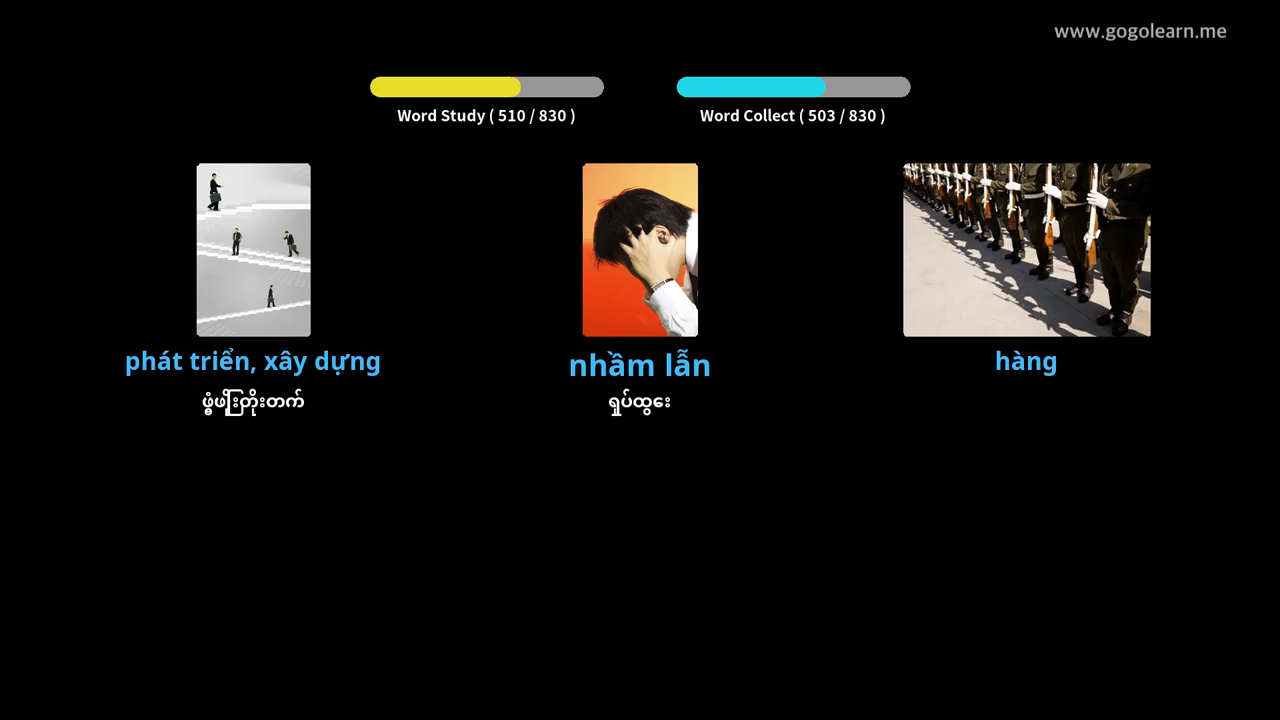 www.gogolearn.me
Word Study ( 510 / 830 )
Word Collect ( 503 / 830 )
phát triển, xây dựng
nhầm lẫn
hàng
ဖွံ့ဖြိုးတိုးတက်
ရှုပ်ထွေး